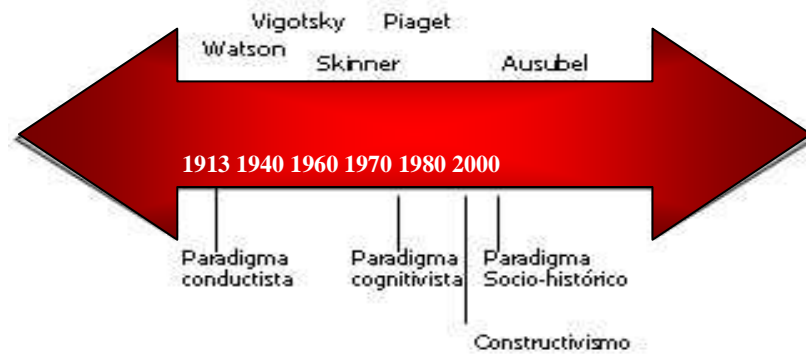 Vigotsky Piaget
Watson
Skinner Ausubel
1913 1940 1960 1970 1980 2000
Paradigma Paradigma Paradigma
conductista cognitivista Socio-histórico
Constructivismo